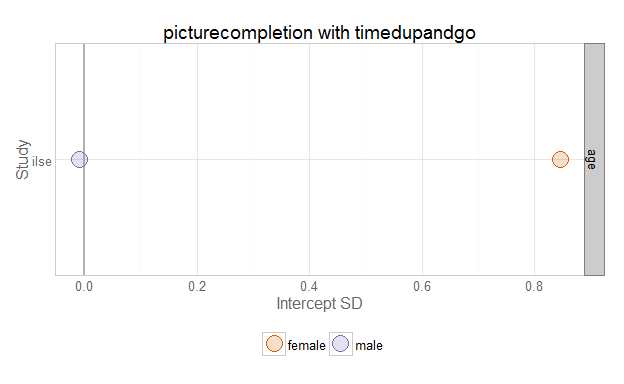 picturecompletion with timedupandgo
Study
ilse
age
0.0 0.2 0.4 0.6 0.8
Intercept SD
female male